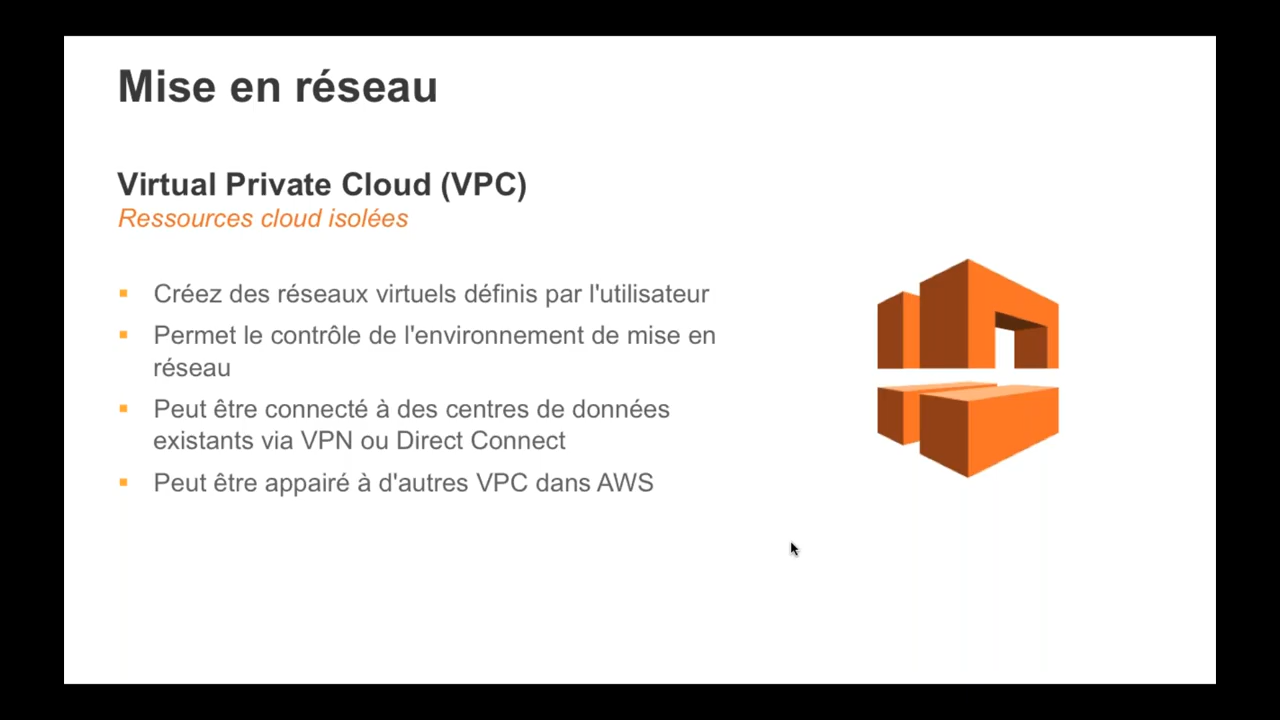 Mise en réseau
Virtual Private Cloud (VPC)
Ressources cloud isolées
Créez des réseaux virtuels définis par l'utilisateur
Permet le contrôle de l'environnement de mise en
réseau
Peut être connecté à des centres de données
existants via VPN ou Direct Connect
Peut être appairé à d'autres VPC dans AWS